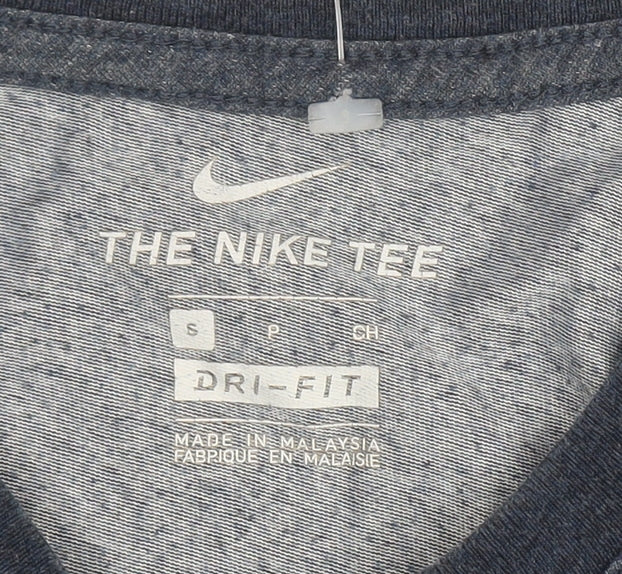 THE NIKE TEE
S P CH
DRI-FIT
MADE IN MALAYSIA
FABRIQUE EN MALAISIE